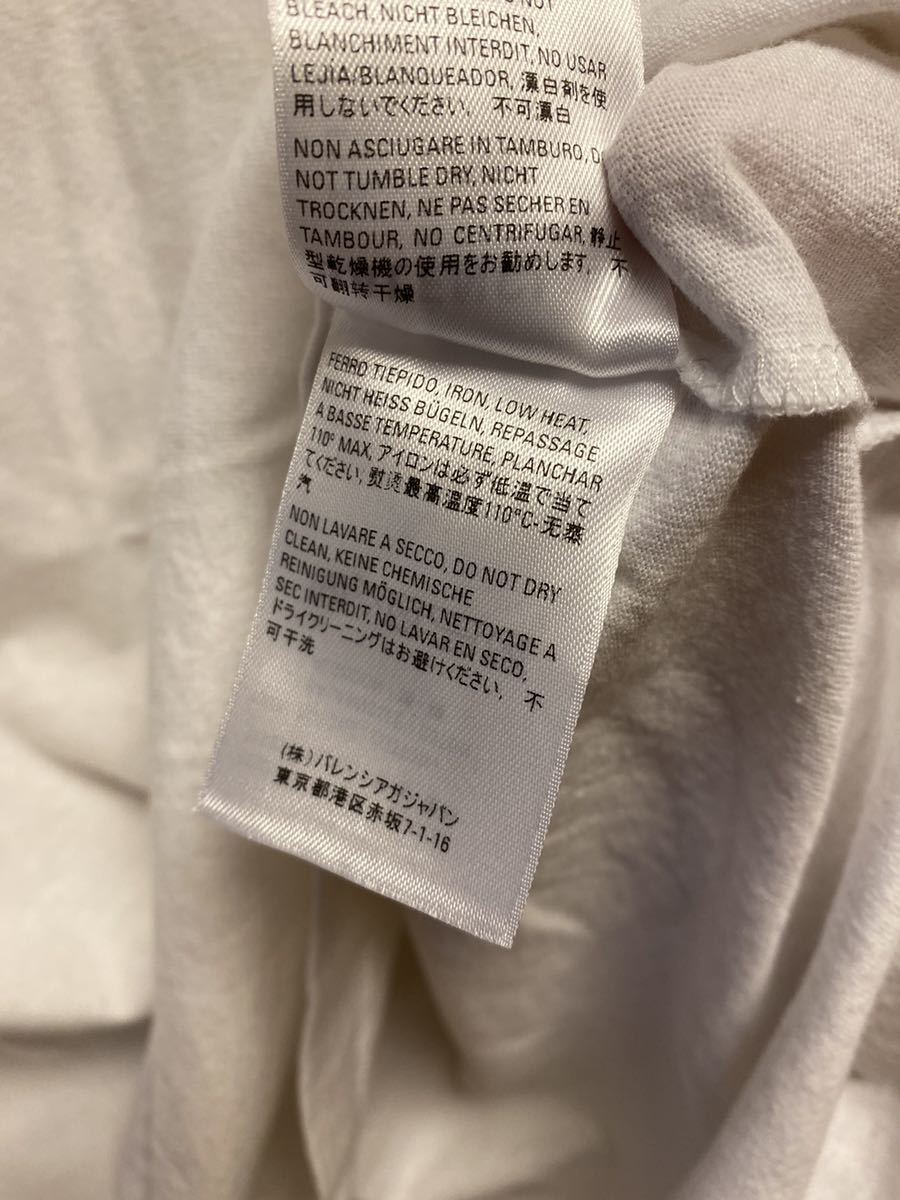 NOT
BLEACH, NICHT BLEICHEN,
BLANCHIMENT INTERDIT, NO USAR
LEJIA/BLANQUEADOR, 漂白剤を使
用しないでください, 不可漂白
NON ASCIUGARE IN TAMBURO, D
NOT TUMBLE DRY, NICHT
TROCKNEN, NE PAS SECHER EN
TAMBOUR, NO CENTRIFUGAR, 静止
型乾燥機の使用をお勧めします, 不
可翻转干燥
FERRO TIEPIDO, IRON, LOW HEAT,
NICHT HEISS BÜGELN, REPASSAGE
A BASSE TEMPERATURE, PLANCHAR
110° MAX, アイロンは必ず低温で当て
てください, 熨烫最高温度110°C-无蒸
汽
NON LAVARE A SECCO, DO NOT DRY
CLEAN, KEINE CHEMISCHE
REINIGUNG MÖGLICH, NETTOYAGE A
SEC INTERDIT, NO LAVAR EN SECO,
ドライクリーニングはお避けください, 不
可干洗
(株)バレンシアガジャパン
東京都港区赤坂7-1-16